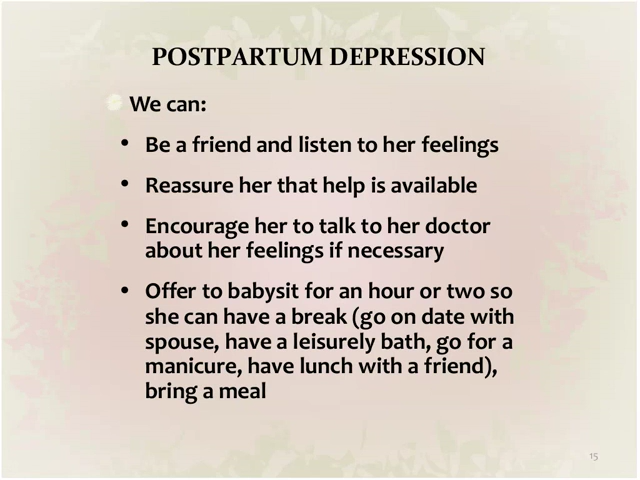 POSTPARTUM DEPRESSION
We can:
• Be a friend and listen to her feelings
• Reassure her that help is available
• Encourage her to talk to her doctor
about her feelings if necessary
• Offer to babysit for an hour or two so
she can have a break (go on date with
spouse, have a leisurely bath, go for a
manicure, have lunch with a friend),
bring a meal
15